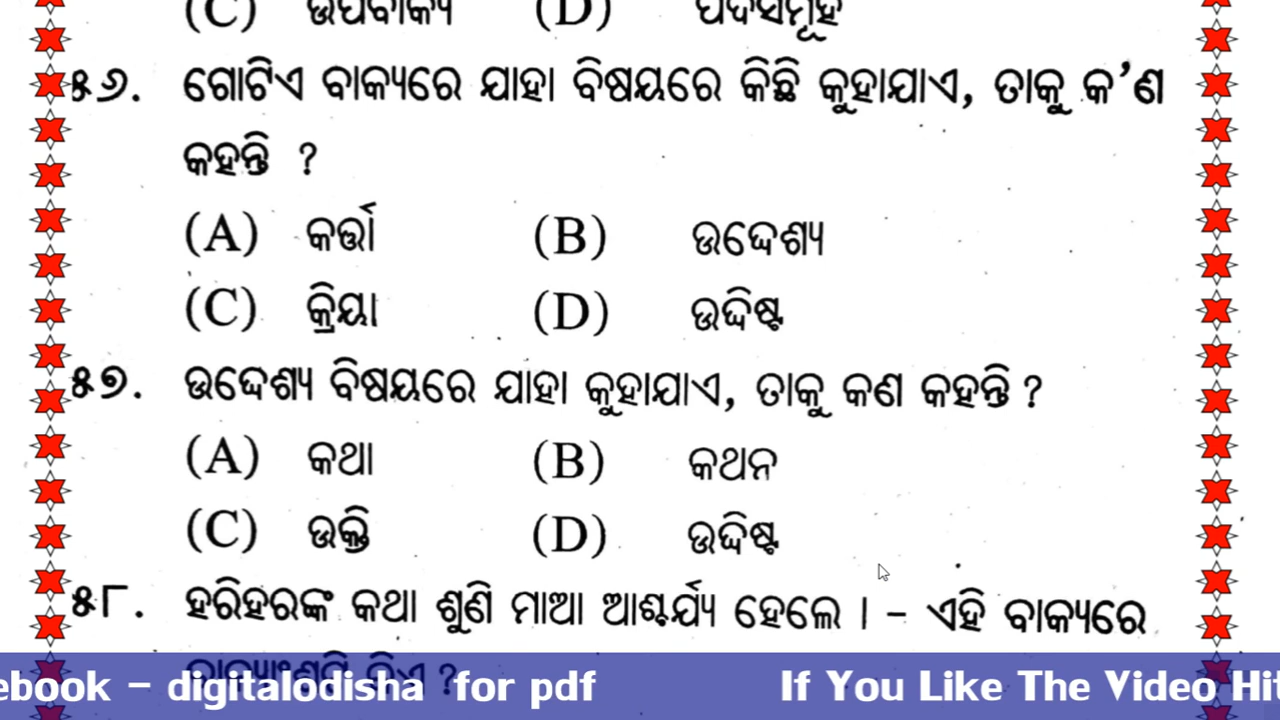 (C) ଉପବାକ୍ୟ (D) ପଦସମୂହ
୫୬. ଗୋଟିଏ ବାକ୍ୟରେ ଯାହା ବିଷୟରେ କିଛି କୁହାଯାଏ, ତାକୁ କ'ଣ
କହନ୍ତି ?
(A) କର୍ତ୍ତା (B) ଉଦ୍ଦେଶ୍ୟ
(C) କ୍ରିୟା (D) ଉଦ୍ଦିଷ୍ଟ
୫୭. ଉଦ୍ଦେଶ୍ୟ ବିଷୟରେ ଯାହା କୁହାଯାଏ, ତାକୁ କଣ କହନ୍ତି ?
(A) କଥା (B) କଥନ
(C) ଉକ୍ତି (D) ଉଦ୍ଦିଷ୍ଟ
୫୮. ହରିହରଙ୍କ କଥା ଶୁଣି ମାଆ ଆଶ୍ଚର୍ଯ୍ୟ ହେଲେ । - ଏହି ବାକ୍ୟରେ
ebook – digitalodisha for pdf If You Like The Video Hit